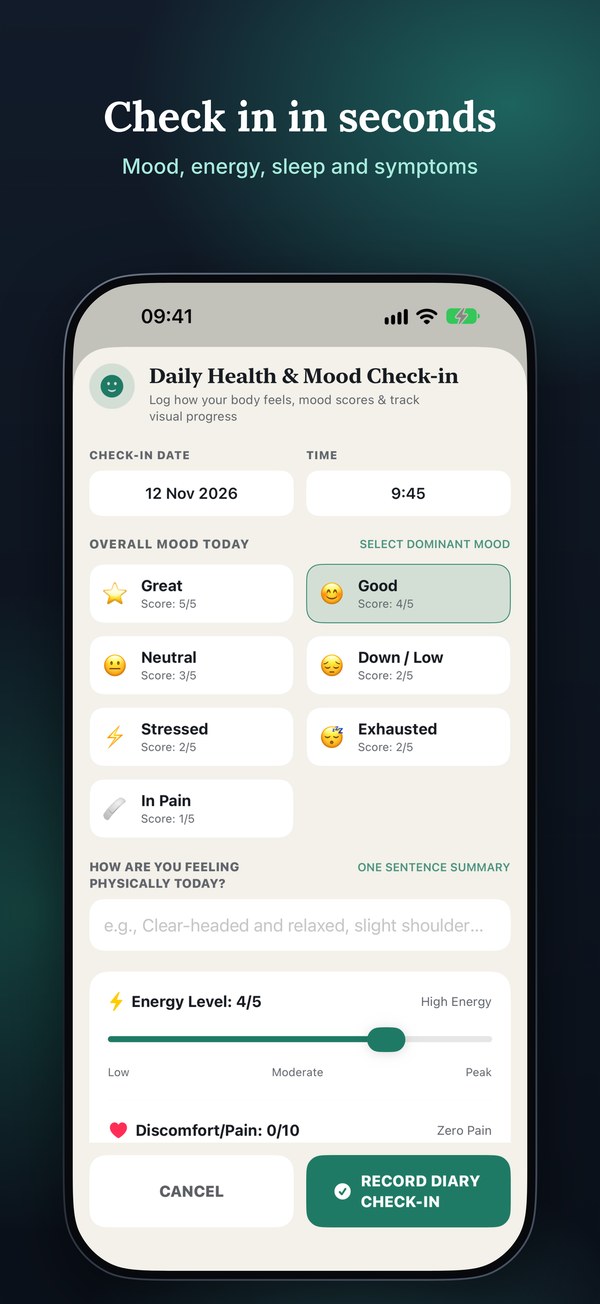 Check in in seconds
Mood, energy, sleep and symptoms
09:41
Daily Health & Mood Check-in
Log how your body feels, mood scores & track
visual progress
CHECK-IN DATE
TIME
12 Nov 2026
9:45
OVERALL MOOD TODAY
SELECT DOMINANT MOOD
Great
Score: 5/5
Good
Score: 4/5
Neutral
Score: 3/5
Down / Low
Score: 2/5
Stressed
Score: 2/5
Exhausted
Score: 2/5
In Pain
Score: 1/5
HOW ARE YOU FEELING
PHYSICALLY TODAY?
ONE SENTENCE SUMMARY
e.g., Clear-headed and relaxed, slight shoulder...
Energy Level: 4/5
High Energy
Low
Moderate
Peak
Discomfort/Pain: 0/10
Zero Pain
CANCEL
RECORD DIARY
CHECK-IN